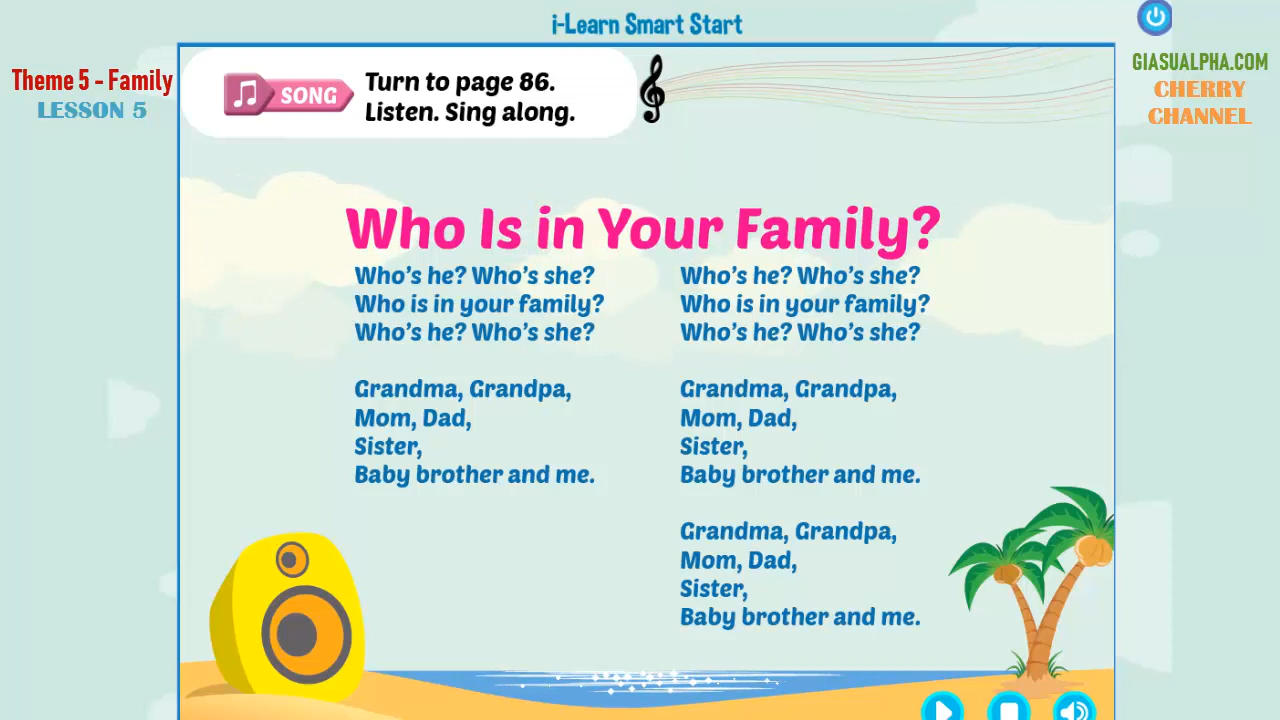 i-Learn Smart Start
Theme 5 - Family
LESSON 5
SONG
Turn to page 86.
Listen. Sing along.
GIASUALPHA.COM
CHERRY
CHANNEL
Who Is in Your Family?
Who's he? Who's she?
Who is in your family?
Who's he? Who's she?
Grandma, Grandpa,
Mom, Dad,
Sister,
Baby brother and me.
Who's he? Who's she?
Who is in your family?
Who's he? Who's she?
Grandma, Grandpa,
Mom, Dad,
Sister,
Baby brother and me.
Grandma, Grandpa,
Mom, Dad,
Sister,
Baby brother and me.